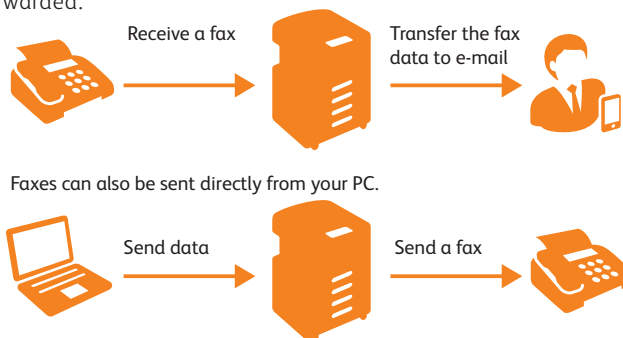 warded.
Receive a fax
Transfer the fax
data to e-mail
Faxes can also be sent directly from your PC.
Send data
Send a fax